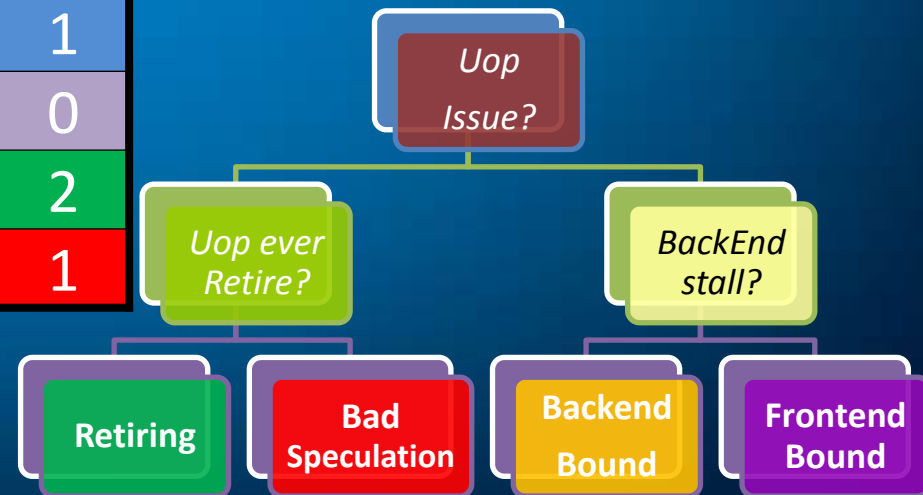 1
0
2
1
Uop
Issue?
Uop ever
Retire?
BackEnd
stall?
Retiring
Bad
Speculation
Backend
Bound
Frontend
Bound